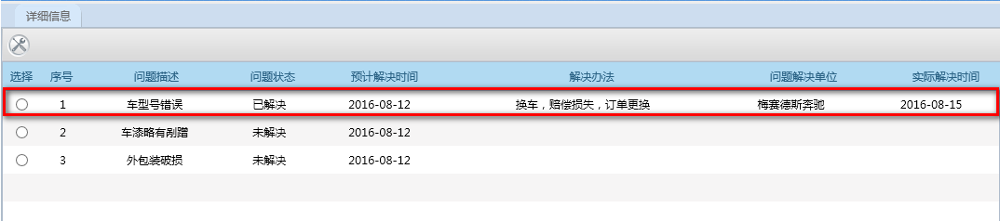 详细信息
选择 序号 问题描述 问题状态 预计解决时间 解决办法 问题解决单位 实际解决时间
1 车型号错误 已解决 2016-08-12 换车，赔偿损失，订单更换 梅赛德斯奔驰 2016-08-15
2 车漆略有剐蹭 未解决 2016-08-12
3 外包装破损 未解决 2016-08-12